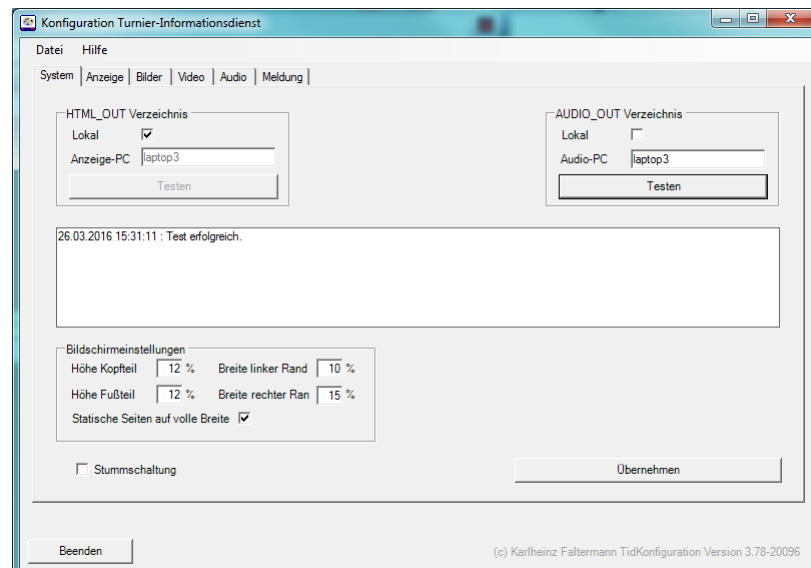 Konfiguration Turnier-Informationsdienst
Datei Hilfe
System Anzeige Bilder Video Audio Meldung
HTML_OUT Verzeichnis
Lokal
Anzeige-PC laptop3
Testen
AUDIO_OUT Verzeichnis
Lokal
Audio-PC laptop3
Testen
26.03.2016 15:31:11 : Test erfolgreich.
Bildschirmeinstellungen
Höhe Kopfteil 12 % Breite linker Rand 10 %
Höhe Fußteil 12 % Breite rechter Ran 15 %
Statische Seiten auf volle Breite
Stummschaltung
Übernehmen
Beenden
(c) Karlheinz Faltermann TidKonfiguration Version 3.78-20096